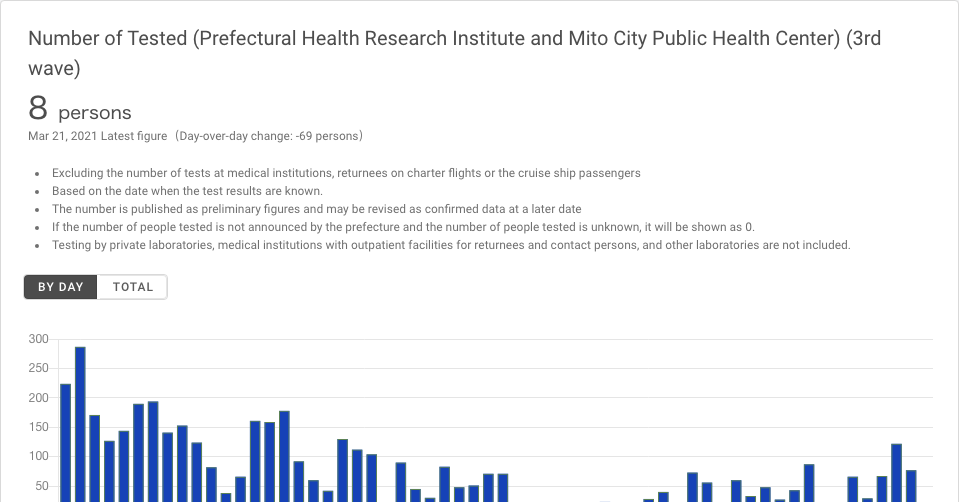 Number of Tested (Prefectural Health Research Institute and Mito City Public Health Center) (3rd
wave)
8 persons
Mar 21, 2021 Latest figure（Day-over-day change: -69 persons）
• Excluding the number of tests at medical institutions, returnees on charter flights or the cruise ship passengers
• Based on the date when the test results are known.
• The number is published as preliminary figures and may be revised as confirmed data at a later date
• If the number of people tested is not announced by the prefecture and the number of people tested is unknown, it will be shown as 0.
• Testing by private laboratories, medical institutions with outpatient facilities for returnees and contact persons, and other laboratories are not included.
BY DAY TOTAL
300
250
200
150
100
50